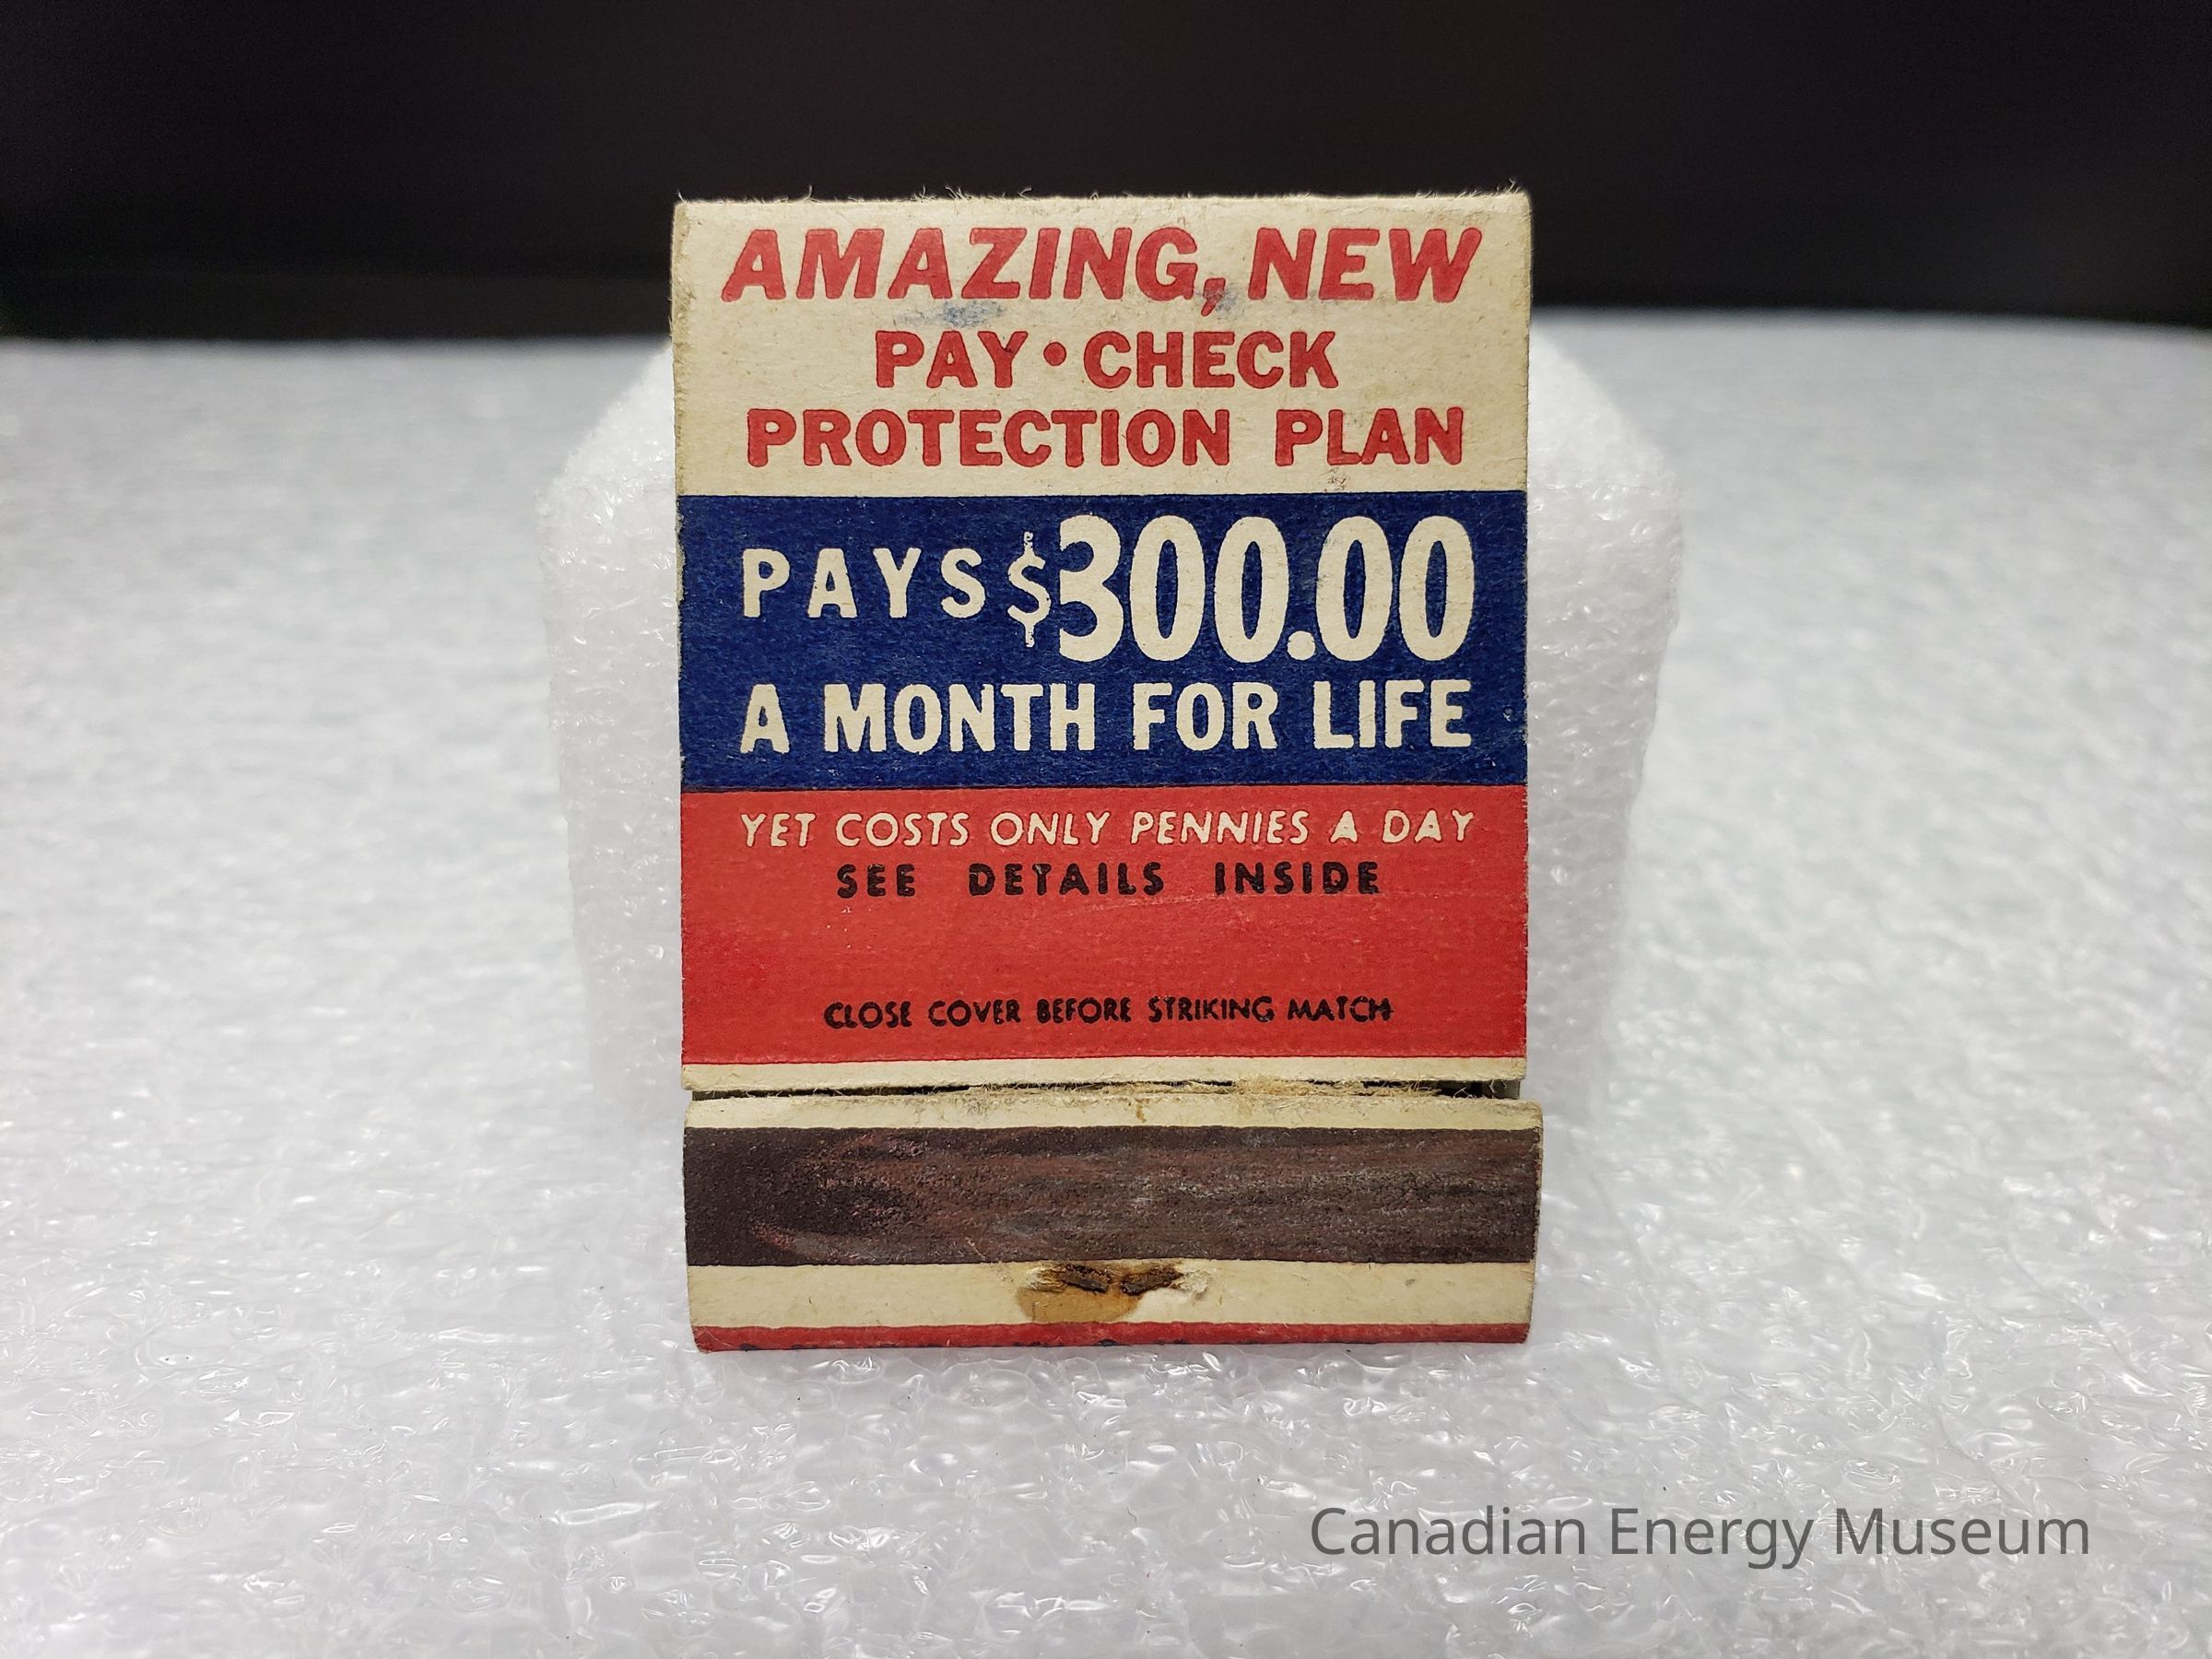 AMAZING, NEW
PAY • CHECK
PROTECTION PLAN
PAYS $300.00
A MONTH FOR LIFE
YET COSTS ONLY PENNIES A DAY
SEE DETAILS INSIDE
CLOSE COVER BEFORE STRIKING MATCH
Canadian Energy Museum